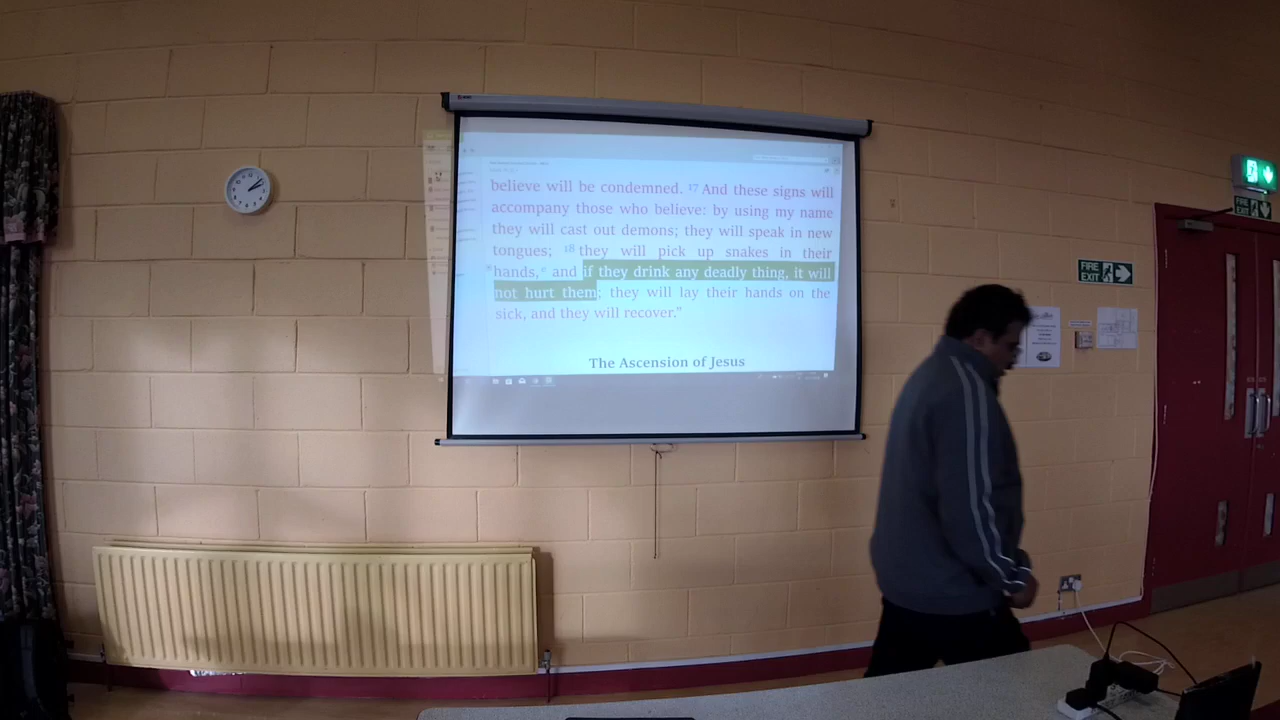 believe will be condemned. 17 And these signs will
accompany those who believe: by using my name
they will cast out demons; they will speak in new
tongues; 18 they will pick up snakes in their
hands,e and if they drink any deadly thing, it will
not hurt them; they will lay their hands on the
sick, and they will recover."
The Ascension of Jesus
FIRE
EXIT
FIRE
EXIT